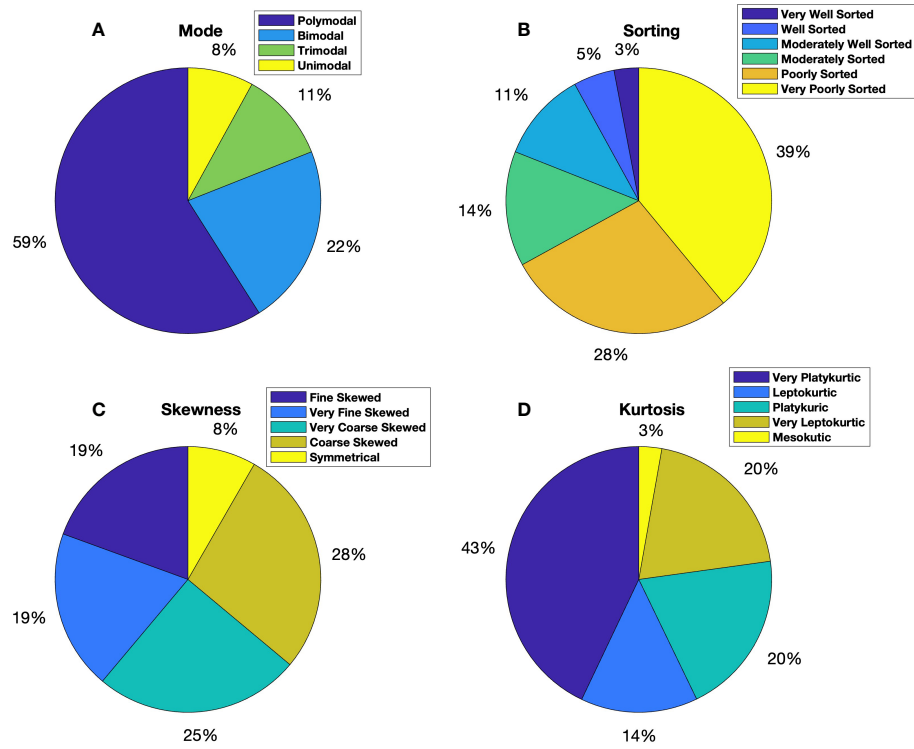 A
Mode
Polymodal
Bimodal
Trimodal
Unimodal
8%
11%
22%
59%
B
Sorting
Very Well Sorted
Well Sorted
Moderately Well Sorted
Moderately Sorted
Poorly Sorted
Very Poorly Sorted
3%
5%
11%
14%
28%
39%
C
Skewness
Fine Skewed
Very Fine Skewed
Very Coarse Skewed
Coarse Skewed
Symmetrical
8%
19%
19%
25%
28%
D
Kurtosis
Very Platykurtic
Leptokurtic
Platykuric
Very Leptokurtic
Mesokutic
3%
20%
20%
14%
43%